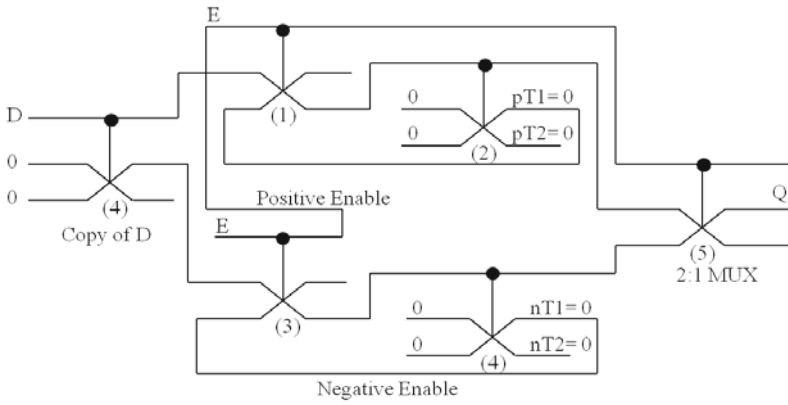 E
D
(1)
0 pT1= 0
0 pT2= 0
(2)
0
0
(4)
Copy of D
Positive Enable
E
Q
(5)
2:1 MUX
(3)
0 nT1= 0
0 nT2= 0
(4)
Negative Enable